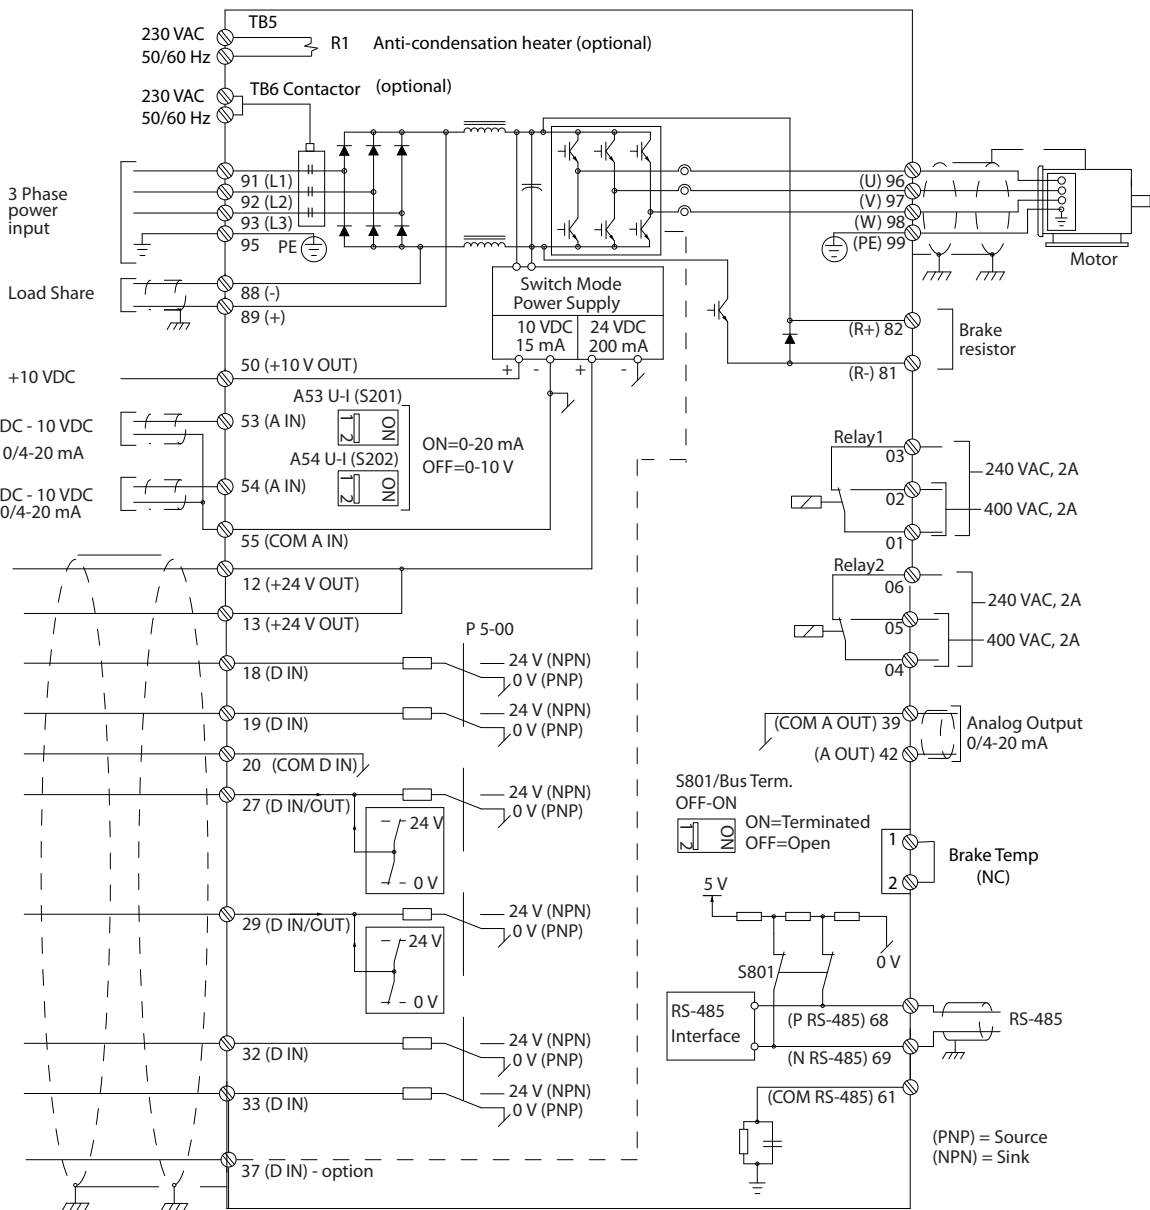 TB5
230 VAC
50/60 Hz
R1
Anti-condensation heater (optional)
TB6 Contactor
(optional)
230 VAC
50/60 Hz
3 Phase
power
input
91 (L1)
92 (L2)
93 (L3)
95
PE
(U) 96
(V) 97
(W) 98
(PE) 99
Motor
Load Share
88 (-)
89 (+)
Switch Mode
Power Supply
10 VDC
15 mA
24 VDC
200 mA
+ - + -
(R+) 82
(R-) 81
Brake
resistor
+10 VDC
50 (+10 V OUT)
A53 U-I (S201)
ON
1 2
53 (A IN)
DC - 10 VDC
0/4-20 mA
ON=0-20 mA
OFF=0-10 V
A54 U-I (S202)
ON
1 2
54 (A IN)
DC - 10 VDC
0/4-20 mA
55 (COM A IN)
12 (+24 V OUT)
13 (+24 V OUT)
Relay1
03
02
01
240 VAC, 2A
400 VAC, 2A
Relay2
06
05
04
240 VAC, 2A
400 VAC, 2A
P 5-00
18 (D IN)
24 V (NPN)
0 V (PNP)
19 (D IN)
24 V (NPN)
0 V (PNP)
20 (COM D IN)
27 (D IN/OUT)
24 V (NPN)
0 V (PNP)
24 V
0 V
29 (D IN/OUT)
24 V (NPN)
0 V (PNP)
24 V
0 V
32 (D IN)
24 V (NPN)
0 V (PNP)
33 (D IN)
24 V (NPN)
0 V (PNP)
37 (D IN) - option
(COM A OUT) 39
(A OUT) 42
Analog Output
0/4-20 mA
S801/Bus Term.
OFF-ON
ON
1 2
ON=Terminated
OFF=Open
1
2
Brake Temp
(NC)
5 V
0 V
S801
RS-485
Interface
(P RS-485) 68
(N RS-485) 69
RS-485
(COM RS-485) 61
(PNP) = Source
(NPN) = Sink